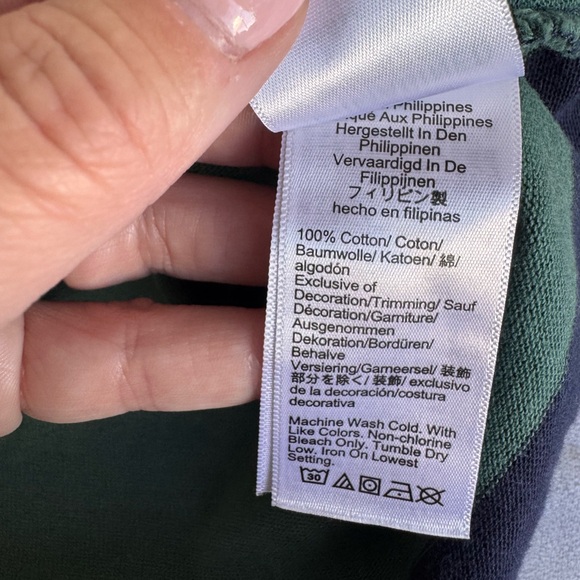 Philippines
qué Aux Philippines
Hergestellt In Den
Philippinen
Vervaardigd In De
Filippijnen
フィリピン製
hecho en filipinas
100% Cotton/ Coton/
Baumwolle/ Katoen/ 綿/
algodón
Exclusive of
Decoration/Trimming/ Sauf
Décoration/Garniture/
Ausgenommen
Dekoration/Bordüren/
Behalve
Versiering/Garneersel/ 装飾
部分を除く/ 装飾/ exclusivo
de la decoración/costura
decorativa
Machine Wash Cold. With
Like Colors. Non-chlorine
Bleach Only. Tumble Dry
Low. Iron On Lowest
Setting.
30